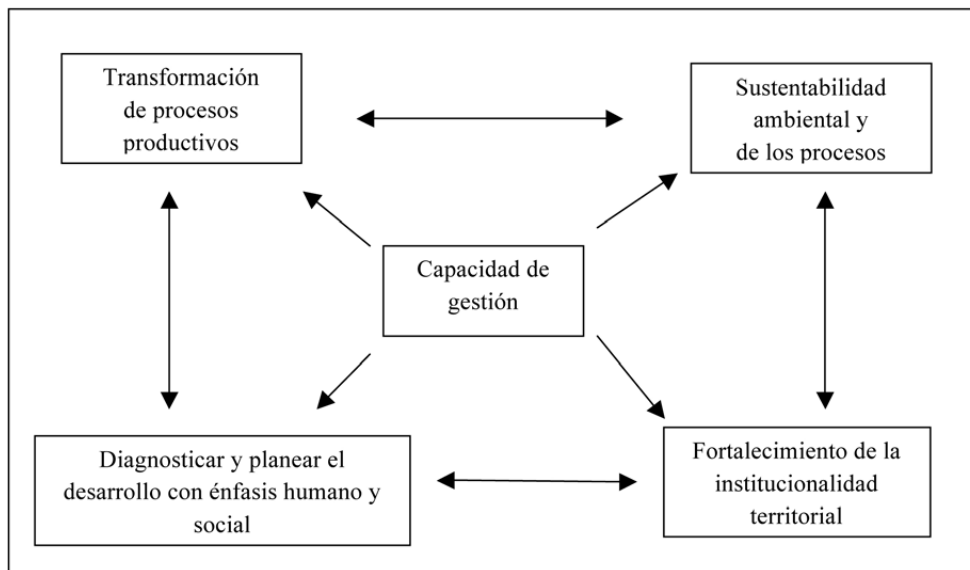 Transformación
de procesos
productivos
Sustentabilidad
ambiental y
de los procesos
Capacidad de
gestión
Diagnosticar y planear el
desarrollo con énfasis humano y
social
Fortalecimiento de la
institucionalidad
territorial